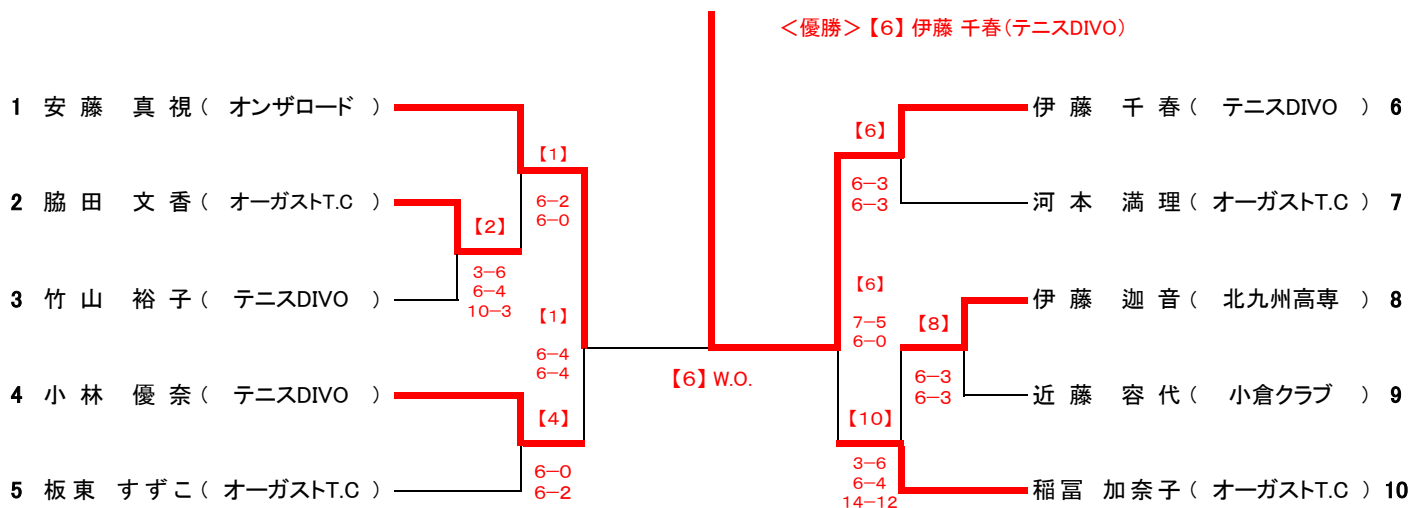 ＜優勝＞【6】 伊藤 千春(テニスDIVO)
1 安藤 真視( オンザロード )
2 脇田 文香( オーガストT.C )
3 竹山 裕子( テニスDIVO )
4 小林 優奈( テニスDIVO )
5 板東 すずこ( オーガストT.C )
【1】
6-2
6-0
【2】
3-6
6-4
10-3
【1】
6-4
6-4
【4】
6-0
6-2
【6】 W.O.
【6】
6-3
6-3
【6】
7-5
6-0
【8】
6-3
6-3
【10】
3-6
6-4
14-12
伊藤 千春( テニスDIVO ) 6
河本 満理( オーガストT.C ) 7
伊藤 迦音( 北九州高専 ) 8
近藤 容代( 小倉クラブ ) 9
稲冨 加奈子( オーガストT.C ) 10